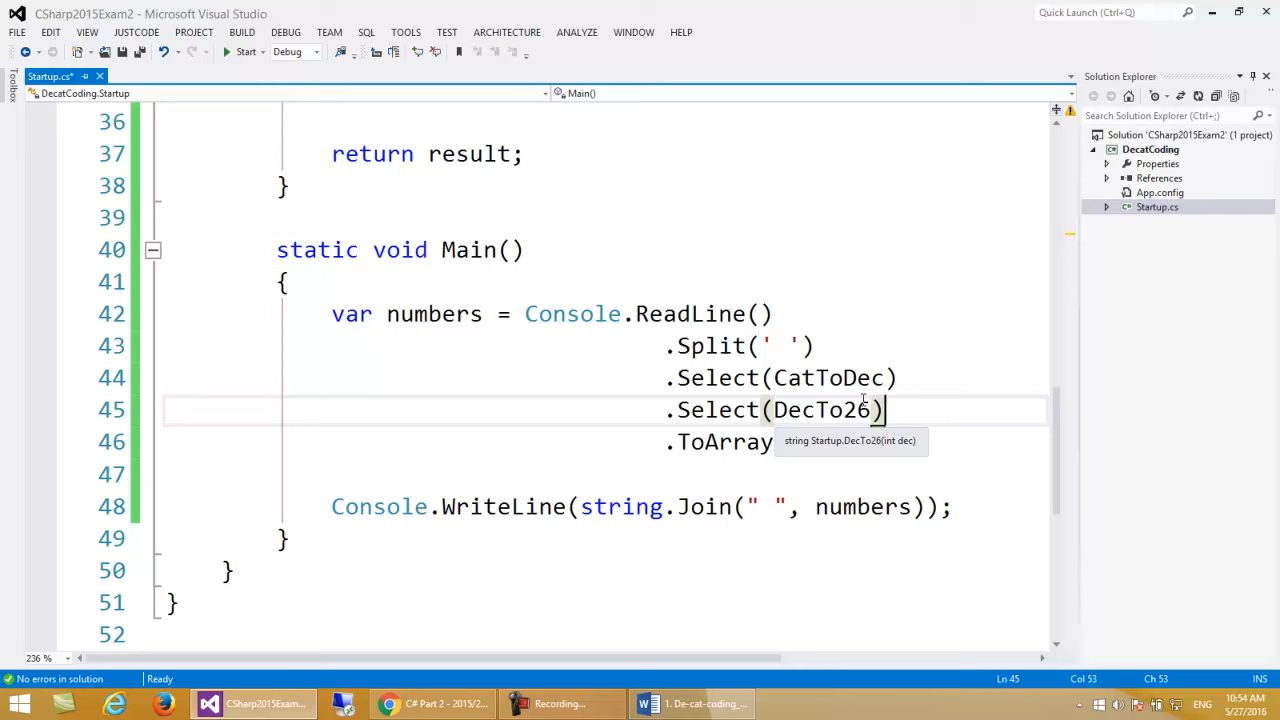 CSharp2015Exam2 - Microsoft Visual Studio
Quick Launch (Ctrl+Q)
FILE EDIT VIEW JUSTCODE PROJECT BUILD DEBUG TEAM SQL TOOLS TEST ARCHITECTURE ANALYZE WINDOW HELP
Start Debug
Startup.cs*
Solution Explorer
DecatCoding.Startup Main()
Search Solution Explorer (Ctrl+;)
Solution 'CSharp2015Exam2' (1 project)
DecatCoding
Properties
References
App.config
Startup.cs
Toolbox
36
37 return result;
38 }
39
40 static void Main()
41 {
42 var numbers = Console.ReadLine()
43 .Split(' ')
44 .Select(CatToDec)
45 .Select(DecTo26)
46 .ToArray
string Startup.DecTo26(int dec)
47
48 Console.WriteLine(string.Join(" ", numbers));
49 }
50 }
51 }
52
236 %
No errors in solution Ready Ln 45 Col 53 Ch 53 INS
CSharp2015Exam... C# Part 2 - 2015/2... Recording... 1. De-cat-coding_... ENG 10:54 AM
5/27/2016